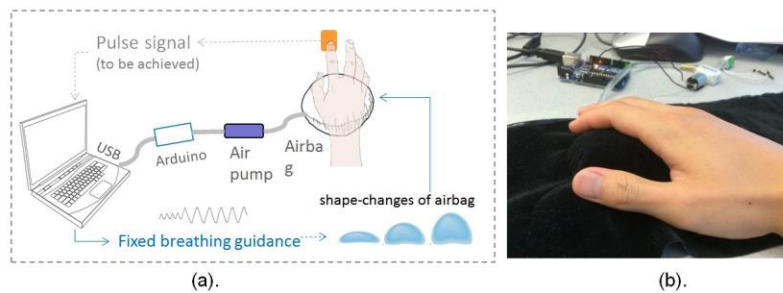 Pulse signal
(to be achieved)
USB
Arduino
Air
pump
Airba
g
shape-changes of airbag
Fixed breathing guidance
(a).
(b).